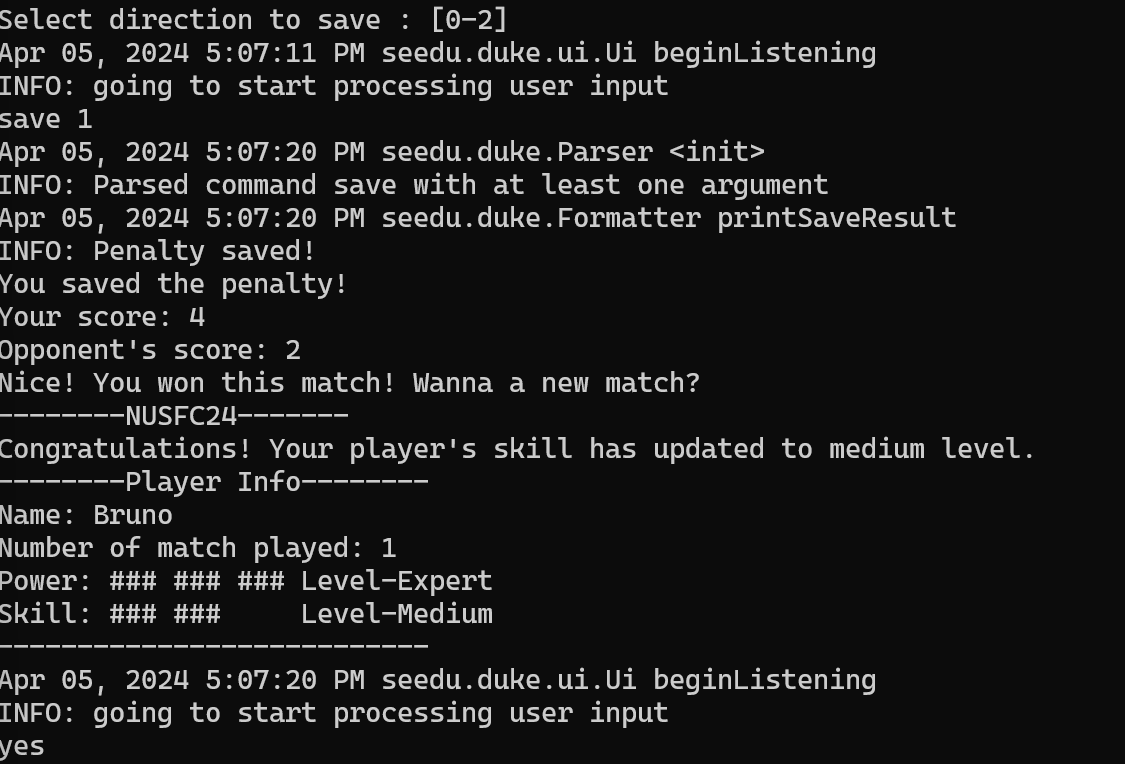 Select direction to save : [0-2]
Apr 05, 2024 5:07:11 PM seedu.duke.ui.Ui beginListening
INFO: going to start processing user input
save 1
Apr 05, 2024 5:07:20 PM seedu.duke.Parser <init>
INFO: Parsed command save with at least one argument
Apr 05, 2024 5:07:20 PM seedu.duke.Formatter printSaveResult
INFO: Penalty saved!
You saved the penalty!
Your score: 4
Opponent's score: 2
Nice! You won this match! Wanna a new match?
--------NUSFC24-------
Congratulations! Your player's skill has updated to medium level.
--------Player Info--------
Name: Bruno
Number of match played: 1
Power: ### ### ### Level-Expert
Skill: ### ###     Level-Medium
---------------------------
Apr 05, 2024 5:07:20 PM seedu.duke.ui.Ui beginListening
INFO: going to start processing user input
yes